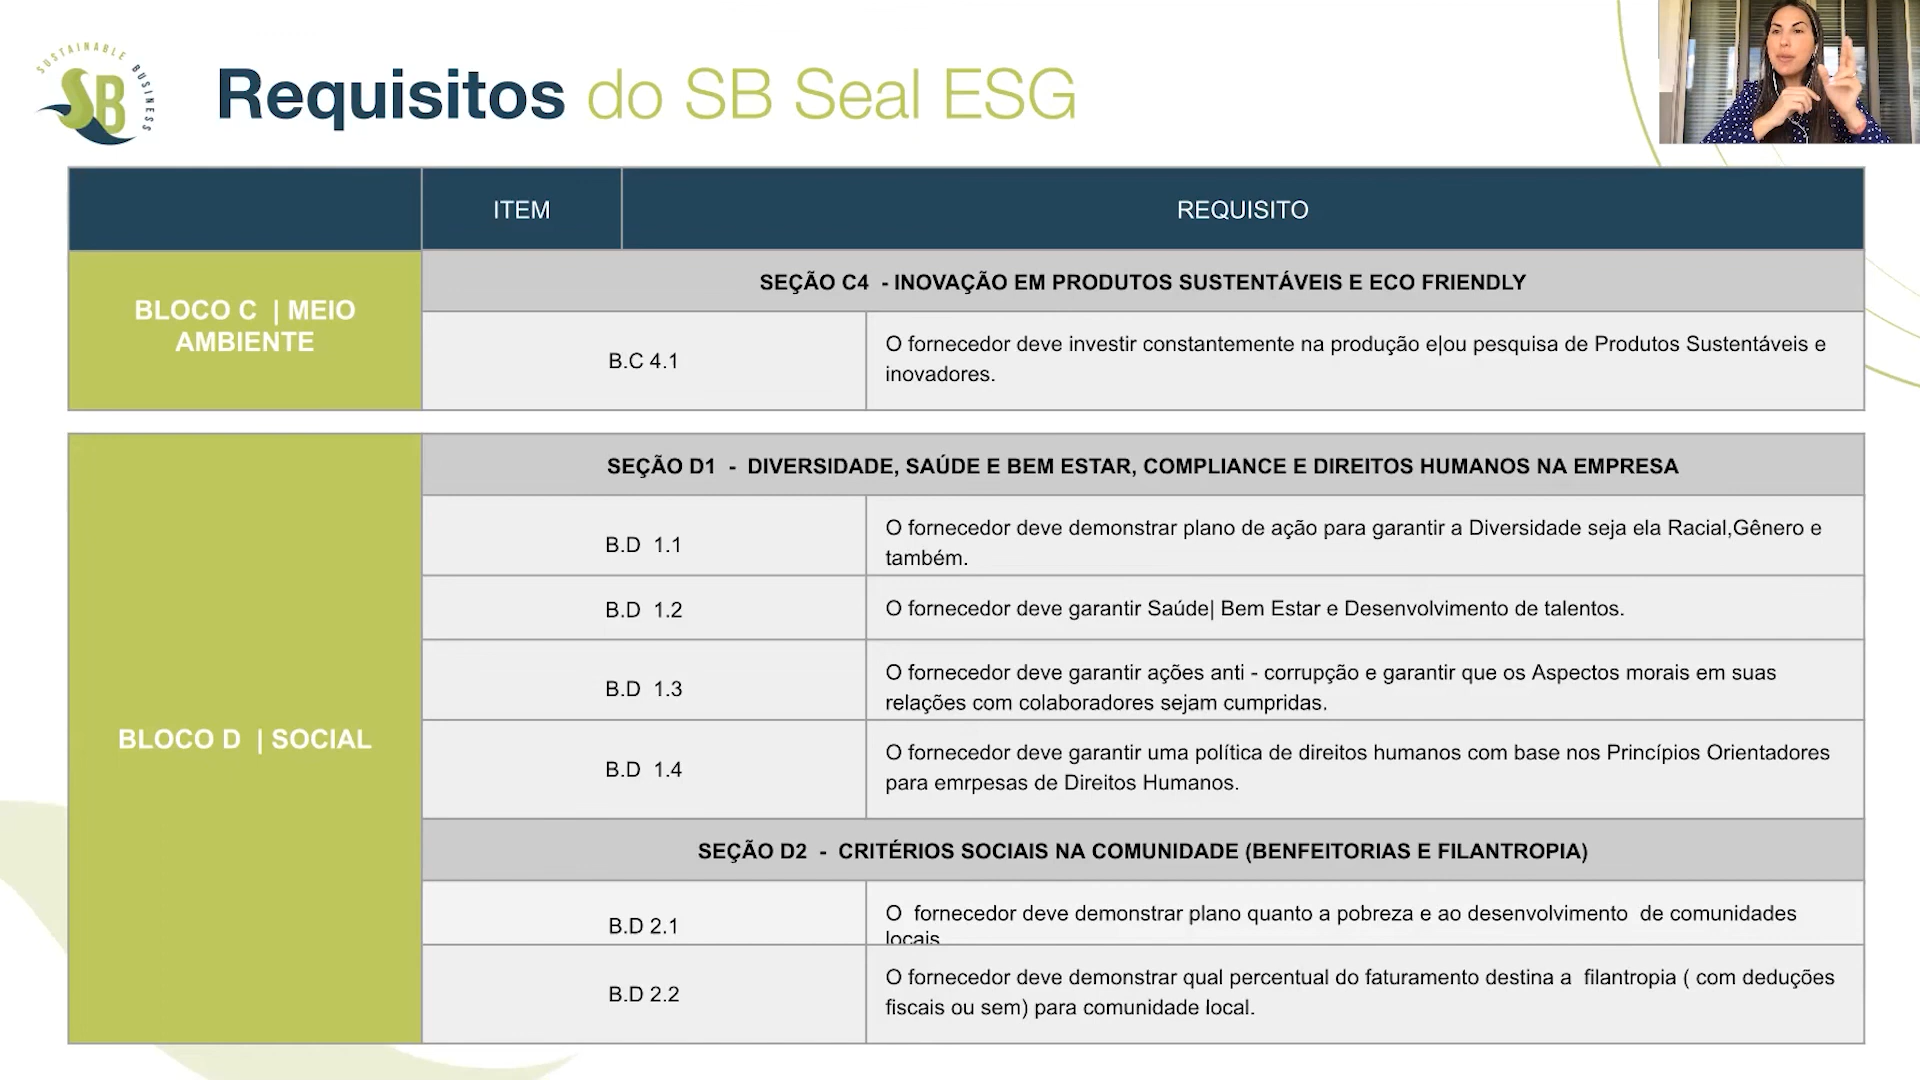 SUSTAINABLE BUSINESS
SB
Requisitos do SB Seal ESG
ITEM
REQUISITO
BLOCO C | MEIO
AMBIENTE
SEÇÃO C4 - INOVAÇÃO EM PRODUTOS SUSTENTÁVEIS E ECO FRIENDLY
B.C 4.1
O fornecedor deve investir constantemente na produção e|ou pesquisa de Produtos Sustentáveis e
inovadores.
BLOCO D | SOCIAL
SEÇÃO D1 - DIVERSIDADE, SAÚDE E BEM ESTAR, COMPLIANCE E DIREITOS HUMANOS NA EMPRESA
B.D 1.1
O fornecedor deve demonstrar plano de ação para garantir a Diversidade seja ela Racial,Gênero e
também.
B.D 1.2
O fornecedor deve garantir Saúde| Bem Estar e Desenvolvimento de talentos.
B.D 1.3
O fornecedor deve garantir ações anti - corrupção e garantir que os Aspectos morais em suas
relações com colaboradores sejam cumpridas.
B.D 1.4
O fornecedor deve garantir uma política de direitos humanos com base nos Princípios Orientadores
para emrpesas de Direitos Humanos.
SEÇÃO D2 - CRITÉRIOS SOCIAIS NA COMUNIDADE (BENFEITORIAS E FILANTROPIA)
B.D 2.1
O fornecedor deve demonstrar plano quanto a pobreza e ao desenvolvimento de comunidades
locais
B.D 2.2
O fornecedor deve demonstrar qual percentual do faturamento destina a filantropia ( com deduções
fiscais ou sem) para comunidade local.